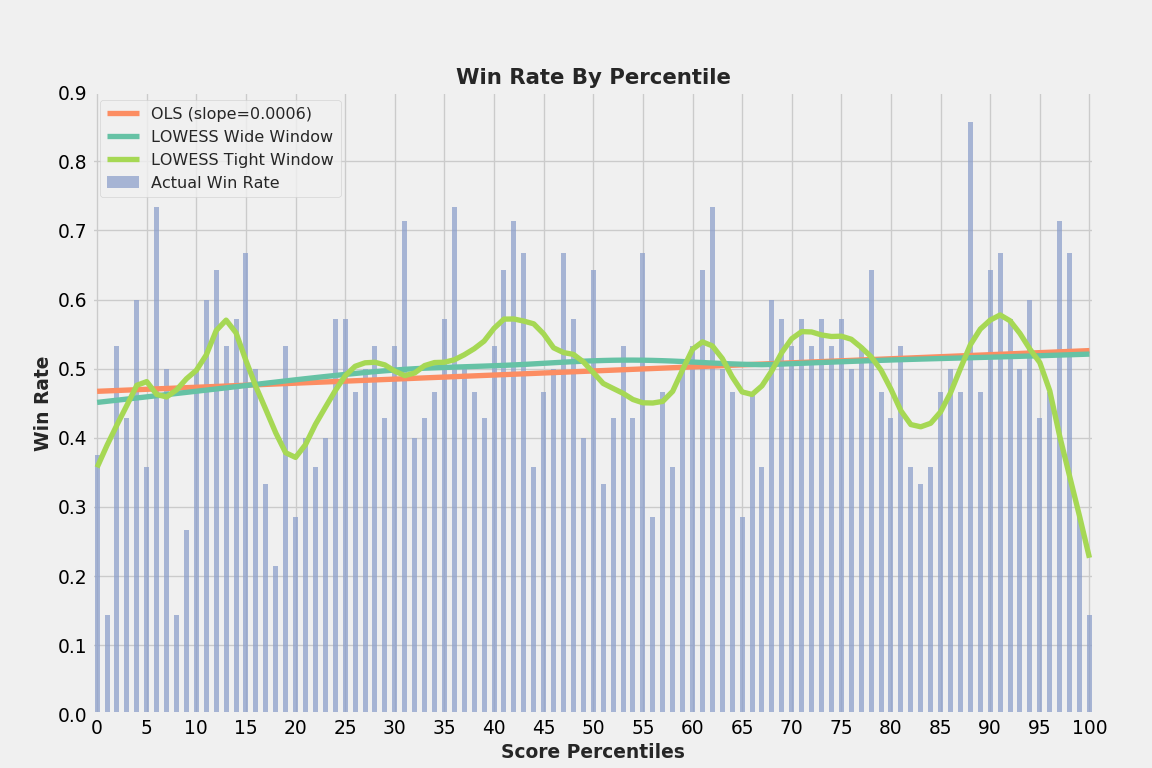 Win Rate By Percentile
OLS (slope=0.0006)
LOWESS Wide Window
LOWESS Tight Window
Actual Win Rate
Win Rate
0.9
0.8
0.7
0.6
0.5
0.4
0.3
0.2
0.1
0.0
0 5 10 15 20 25 30 35 40 45 50 55 60 65 70 75 80 85 90 95 100
Score Percentiles